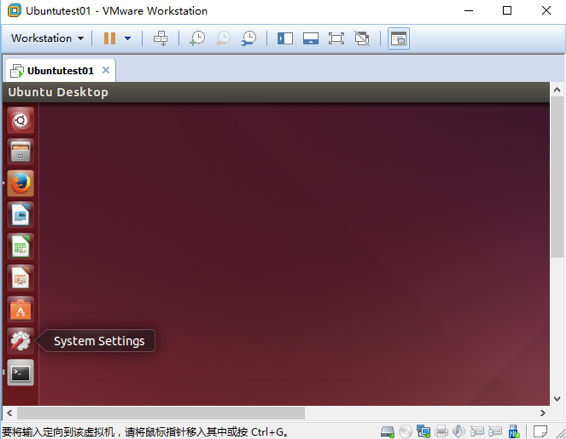 Ubuntutest01 - VMware Workstation
Workstation
Ubuntutest01
Ubuntu Desktop
System Settings
要将输入定向到该虚拟机，请将鼠标指针移入其中或按 Ctrl+G。